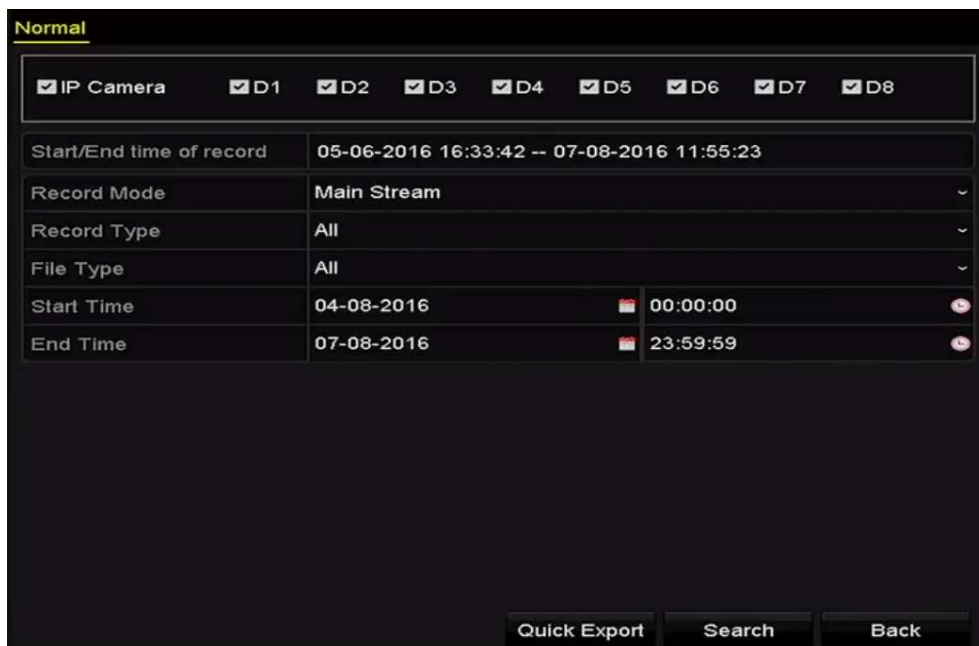 Normal
IP Camera D1 D2 D3 D4 D5 D6 D7 D8
Start/End time of record 05-06-2016 16:33:42 -- 07-08-2016 11:55:23
Record Mode Main Stream
Record Type All
File Type All
Start Time 04-08-2016 00:00:00
End Time 07-08-2016 23:59:59
Quick Export Search Back